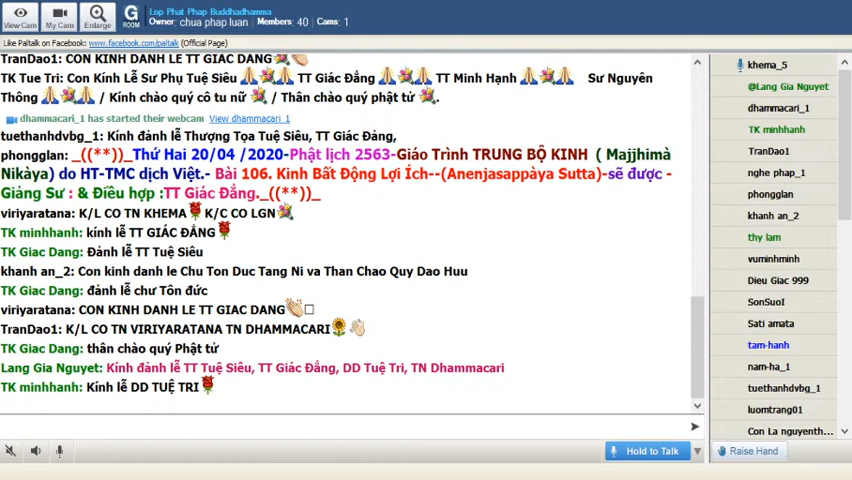 Lop Phat Phap Buddhadhamma
Owner: chua phap luan Members: 40 Cams: 1
View Cam
My Cam
Enlarge
G
ROOM
Like Paltalk on Facebook: www.facebook.com/paltalk (Official Page)
TranDao1: CON KINH DANH LE TT GIAC DANG
TK Tue Tri: Con Kính Lễ Sư Phụ Tuệ Siêu TT Giác Đẳng TT Minh Hạnh Sư Nguyên
Thông / Kính chào quý cô tu nữ / Thân chào quý phật tử .
dhammacari_1 has started their webcam View dhammacari_1
tuethanhdvbg_1: Kính đảnh lễ Thượng Tọa Tuệ Siêu, TT Giác Đảng,
phongglan: _((**))_Thứ Hai 20/04 /2020-Phật lịch 2563-Giáo Trình TRUNG BỘ KINH ( Majjhimà
Nikàya) do HT-TMC dịch Việt.- Bài 106. Kinh Bất Động Lợi Ích--(Anenjasappàya Sutta)-sẽ được -
Giảng Sư : & Điều hợp :TT Giác Đẳng._((**))_
viriyaratana: K/L CO TN KHEMA K/C CO LGN
TK minhhanh: kính lễ TT GIÁC ĐẲNG
TK Giac Dang: Đảnh lễ TT Tuệ Siêu
khanh an_2: Con kinh danh le Chu Ton Duc Tang Ni va Than Chao Quy Dao Huu
TK Giac Dang: đảnh lễ chư Tôn đức
viriyaratana: CON KINH DANH LE TT GIAC DANG
TranDao1: K/L CO TN VIRIYARATANA TN DHAMMACARI
TK Giac Dang: thân chào quý Phật tử
Lang Gia Nguyet: Kính đảnh lễ TT Tuệ Siêu, TT Giác Đẳng, DD Tuệ Tri, TN Dhammacari
TK minhhanh: Kính lễ DD TUỆ TRI
Hold to Talk
khema_5
@Lang Gia Nguyet
dhammacari_1
TK minhhanh
TranDao1
nghe phap_1
phongglan
khanh an_2
thy lam
vuminhminh
Dieu Giac 999
SonSuoI
Sati amata
tam-hanh
nam-ha_1
tuethanhdvbg_1
luomtrang01
Con La nguyenth...
Raise Hand